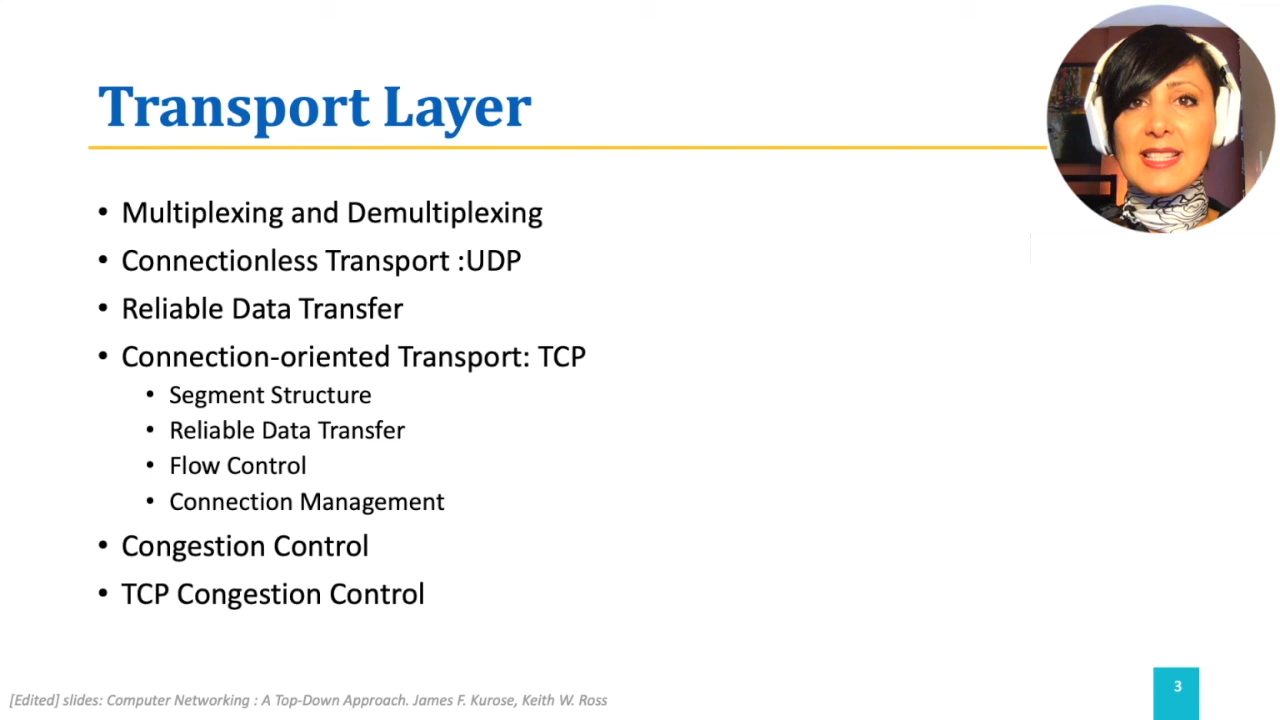 Transport Layer
• Multiplexing and Demultiplexing
• Connectionless Transport :UDP
• Reliable Data Transfer
• Connection-oriented Transport: TCP
• Segment Structure
• Reliable Data Transfer
• Flow Control
• Connection Management
• Congestion Control
• TCP Congestion Control
[Edited] slides: Computer Networking : A Top-Down Approach. James F. Kurose, Keith W. Ross
3